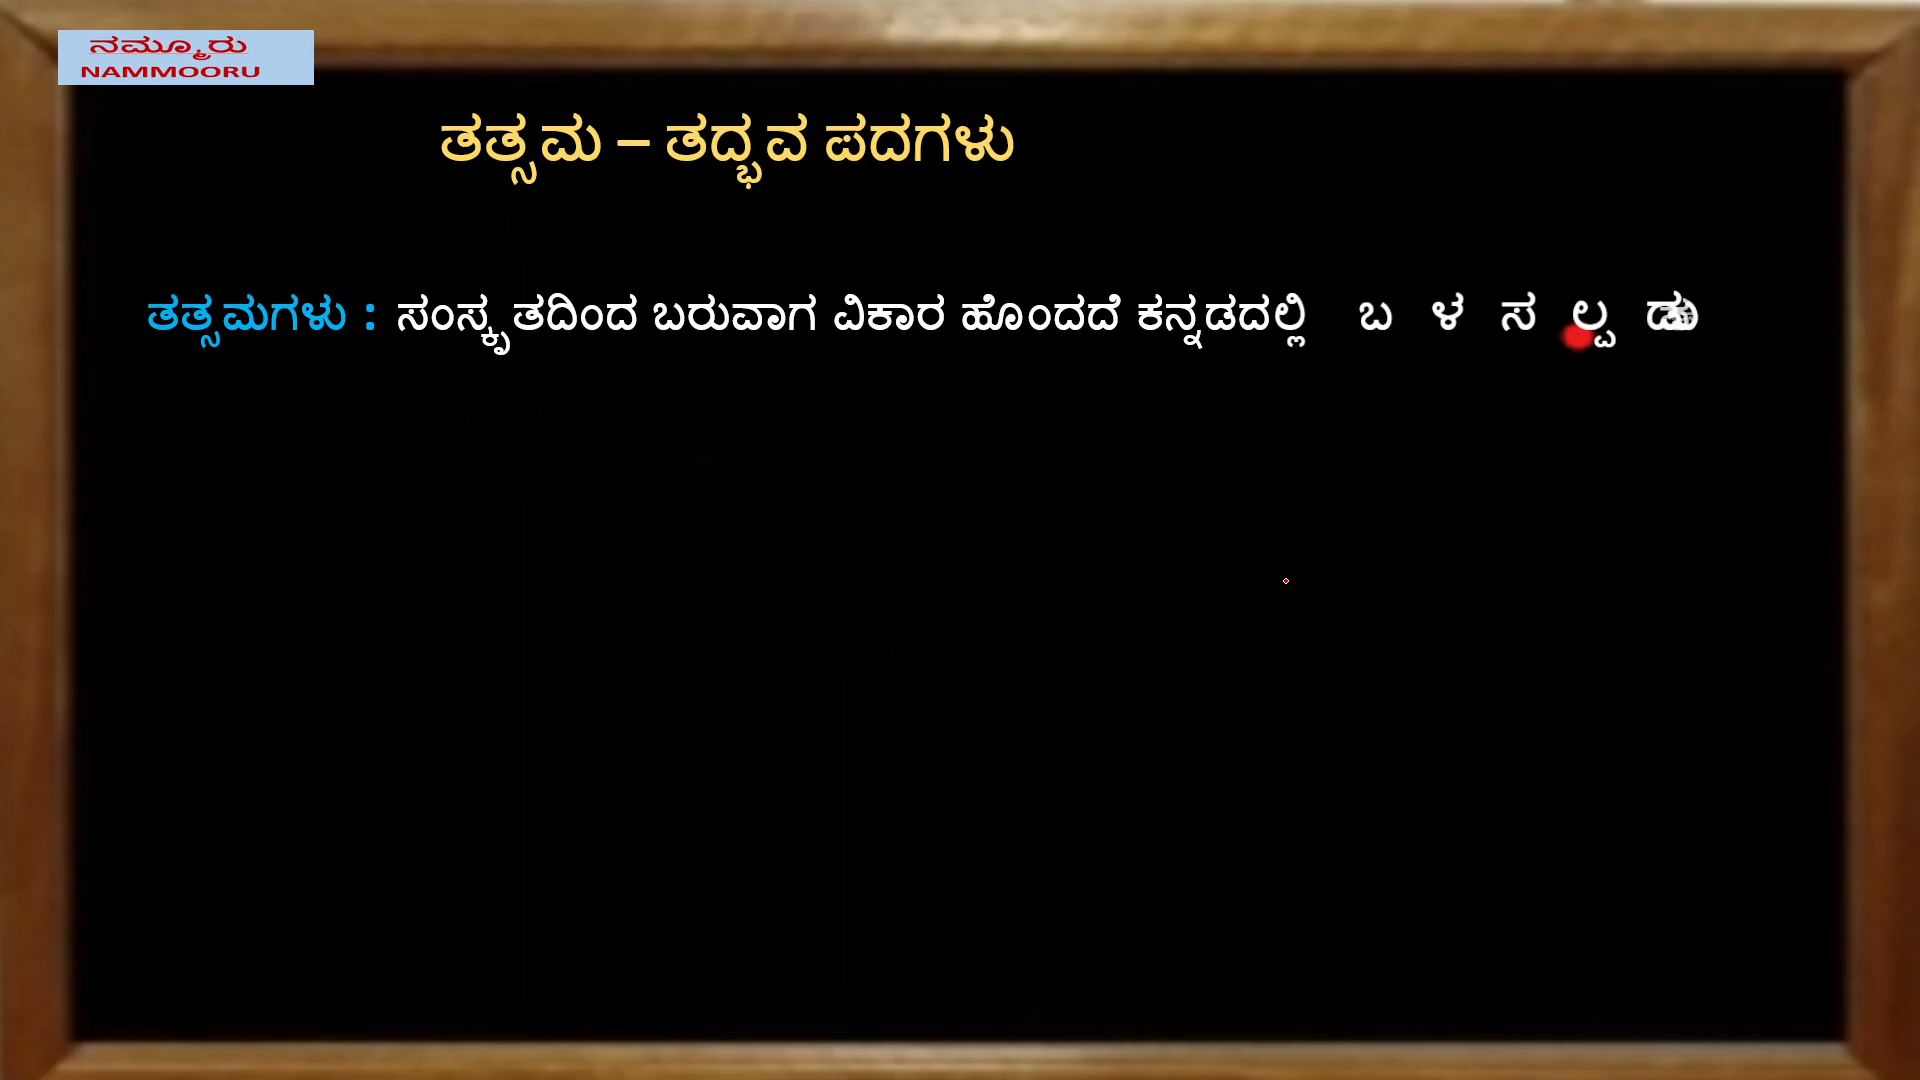 ನಮ್ಮೂರು
NAMMOORU
ತತ್ಸಮ – ತದ್ಭವ ಪದಗಳು
ತತ್ಸಮಗಳು : ಸಂಸ್ಕೃತದಿಂದ ಬರುವಾಗ ವಿಕಾರ ಹೊಂದದೆ ಕನ್ನಡದಲ್ಲಿ ಬ ಳ ಸ ಲ್ಪ